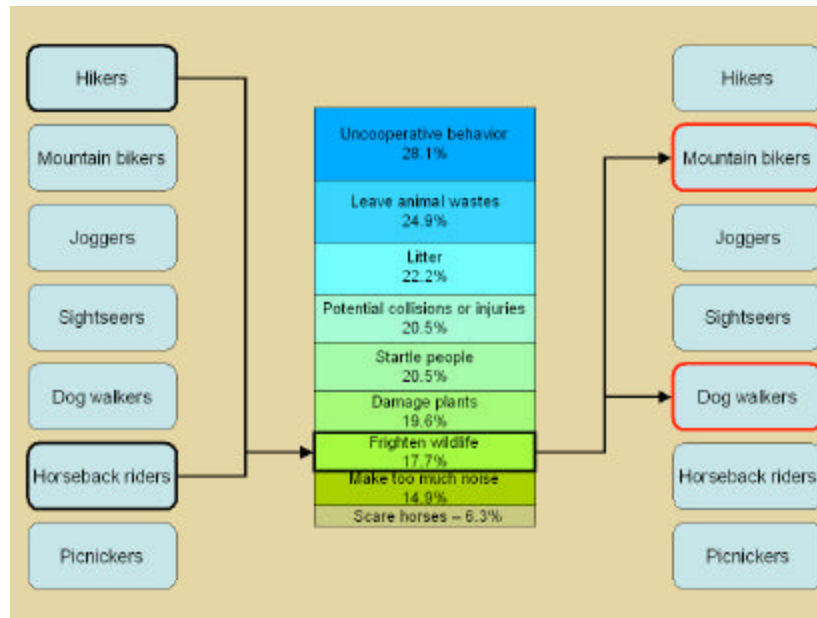 Hikers
Mountain bikers
Joggers
Sightseers
Dog walkers
Horseback riders
Picnickers
Uncooperative behavior
28.1%
Leave animal wastes
24.9%
Litter
22.2%
Potential collisions or injuries
20.5%
Startle people
20.5%
Damage plants
19.6%
Frighten wildlife
17.7%
Make too much noise
14.9%
Scare horses – 6.3%
Hikers
Mountain bikers
Joggers
Sightseers
Dog walkers
Horseback riders
Picnickers